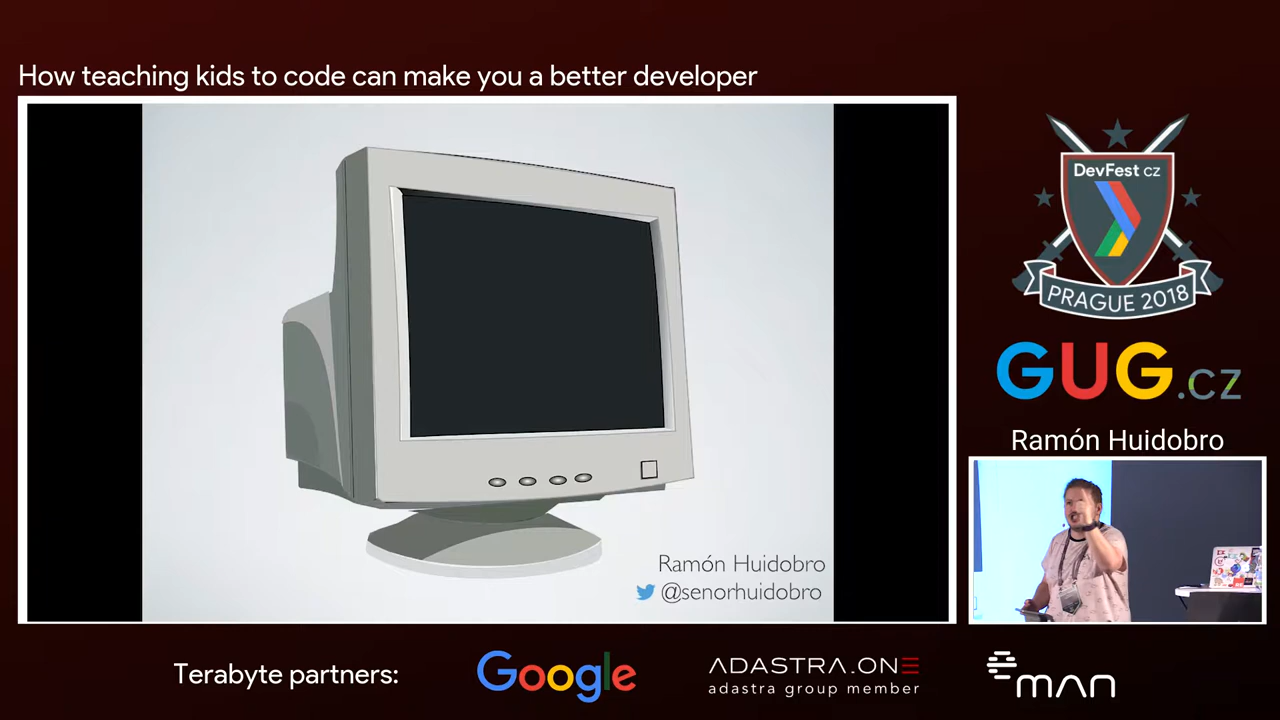 How teaching kids to code can make you a better developer
DevFest cz
PRAGUE 2018
GUG.cz
Ramón Huidobro
Ramón Huidobro
@senorhuidobro
Terabyte partners:
Google
ADASTRA.ONE
adastra group member
eman